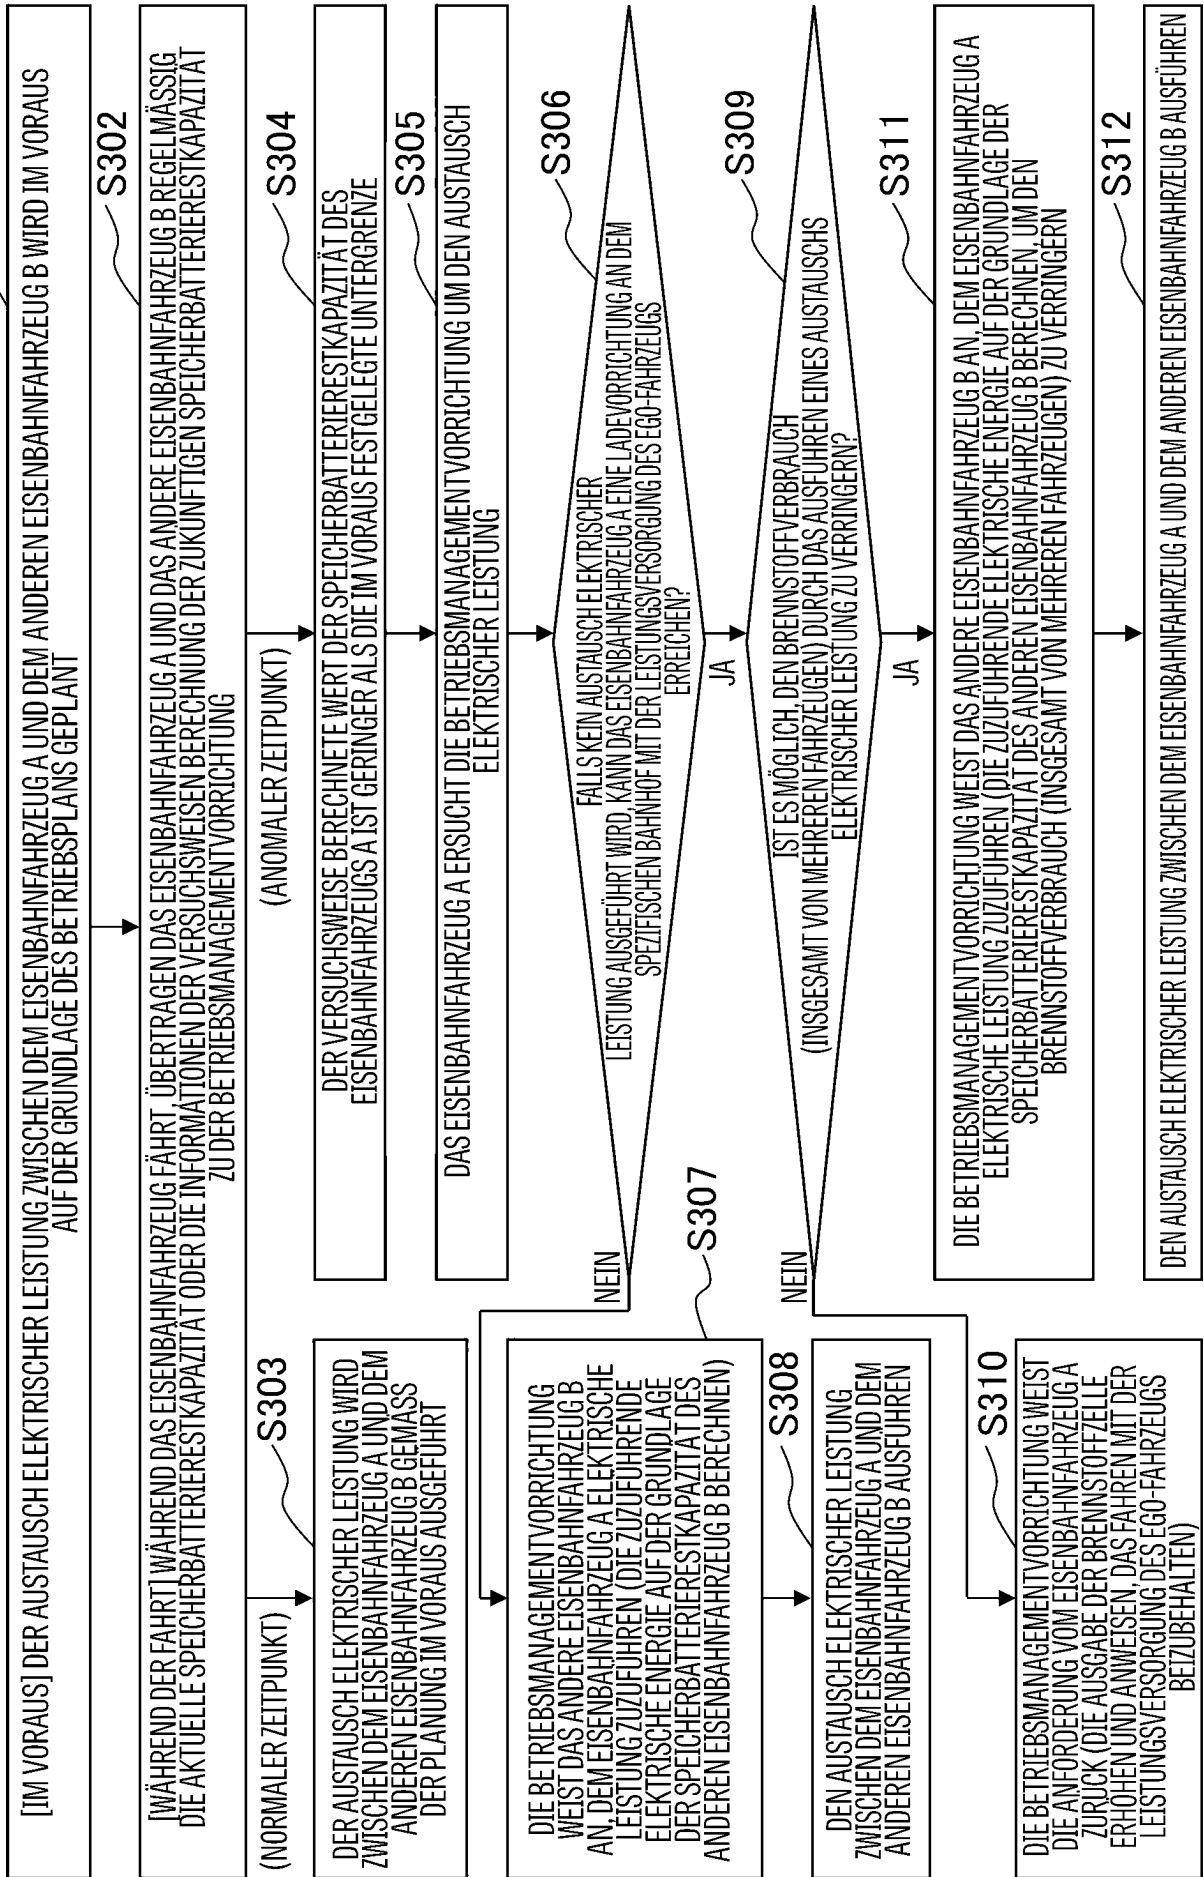 [IM VORAUS] DER AUSTAUSCH ELEKTRISCHER LEISTUNG ZWISCHEN DEM EISENBAHNFAHRZEUG A UND DEM ANDEREN EISENBAHNFAHRZEUG B WIRD IM VORAUS
AUF DER GRUNDLAGE DES BETRIEBSPLANS GEPLANT
S302
[WÄHREND DER FAHRT] WÄHREND DAS EISENBAHNFAHRZEUG FÄHRT, ÜBERTRAGEN DAS EISENBAHNFAHRZEUG A UND DAS ANDERE EISENBAHNFAHRZEUG B REGELMÄSSIG
DIE AKTUELLE SPEICHERBATTERIERESTKAPAZITÄT ODER DIE INFORMATIONEN DER VERSUCHSWEISEN BERECHNUNG DER ZUKÜNFTIGEN SPEICHERBATTERIERESTKAPAZITÄT
ZU DER BETRIEBSMANAGEMENTVORRICHTUNG
(NORMALER ZEITPUNKT)
S303
DER AUSTAUSCH ELEKTRISCHER LEISTUNG WIRD
ZWISCHEN DEM EISENBAHNFAHRZEUG A UND DEM
ANDEREN EISENBAHNFAHRZEUG B GEMÄSS
DER PLANUNG IM VORAUS AUSGEFÜHRT
(ANOMALER ZEITPUNKT)
S304
DER VERSUCHSWEISE BERECHNETE WERT DER SPEICHERBATTERIERESTKAPAZITÄT DES
EISENBAHNFAHRZEUGS A IST GERINGER ALS DIE IM VORAUS FESTGELEGTE UNTERGRENZE
S305
DAS EISENBAHNFAHRZEUG A ERSUCHT DIE BETRIEBSMANAGEMENTVORRICHTUNG UM DEN AUSTAUSCH
ELEKTRISCHER LEISTUNG
S306
FALLS KEIN AUSTAUSCH ELEKTRISCHER
LEISTUNG AUSGEFÜHRT WIRD, KANN DAS EISENBAHNFAHRZEUG A EINE LADEVORRICHTUNG AN DEM
SPEZIFISCHEN BAHNHOF MIT DER LEISTUNGSVERSORGUNG DES EGO-FAHRZEUGS
ERREICHEN?
NEIN
JA
S307
DIE BETRIEBSMANAGEMENTVORRICHTUNG
WEIST DAS ANDERE EISENBAHNFAHRZEUG B
AN, DEM EISENBAHNFAHRZEUG A ELEKTRISCHE
LEISTUNG ZUZUFÜHREN (DIE ZUZUFÜHRENDE
ELEKTRISCHE ENERGIE AUF DER GRUNDLAGE
DER SPEICHERBATTERIERESTKAPAZITÄT DES
ANDEREN EISENBAHNFAHRZEUG B BERECHNEN)
S308
DEN AUSTAUSCH ELEKTRISCHER LEISTUNG
ZWISCHEN DEM EISENBAHNFAHRZEUG A UND DEM
ANDEREN EISENBAHNFAHRZEUG B AUSFÜHREN
S309
IST ES MÖGLICH, DEN BRENNSTOFFVERBRAUCH
(INSGESAMT VON MEHREREN FAHRZEUGEN) DURCH DAS AUSFÜHREN EINES AUSTAUSCHS
ELEKTRISCHER LEISTUNG ZU VERRINGERN?
NEIN
JA
S310
DIE BETRIEBSMANAGEMENTVORRICHTUNG WEIST
DIE ANFORDERUNG VOM EISENBAHNFAHRZEUG A
ZURÜCK (DIE AUSGABE DER BRENNSTOFFZELLE
ERHÖHEN UND ANWEISEN, DAS FAHREN MIT DER
LEISTUNGSVERSORGUNG DES EGO-FAHRZEUGS
BEIZUBEHALTEN)
S311
DIE BETRIEBSMANAGEMENTVORRICHTUNG WEIST DAS ANDERE EISENBAHNFAHRZEUG B AN, DEM EISENBAHNFAHRZEUG A
ELEKTRISCHE LEISTUNG ZUZUFÜHREN (DIE ZUZUFÜHRENDE ELEKTRISCHE ENERGIE AUF DER GRUNDLAGE DER
SPEICHERBATTERIERESTKAPAZITÄT DES ANDEREN EISENBAHNFAHRZEUG B BERECHNEN, UM DEN
BRENNSTOFFVERBRAUCH (INSGESAMT VON MEHREREN FAHRZEUGEN) ZU VERRINGERN
S312
DEN AUSTAUSCH ELEKTRISCHER LEISTUNG ZWISCHEN DEM EISENBAHNFAHRZEUG A UND DEM ANDEREN EISENBAHNFAHRZEUG B AUSFÜHREN